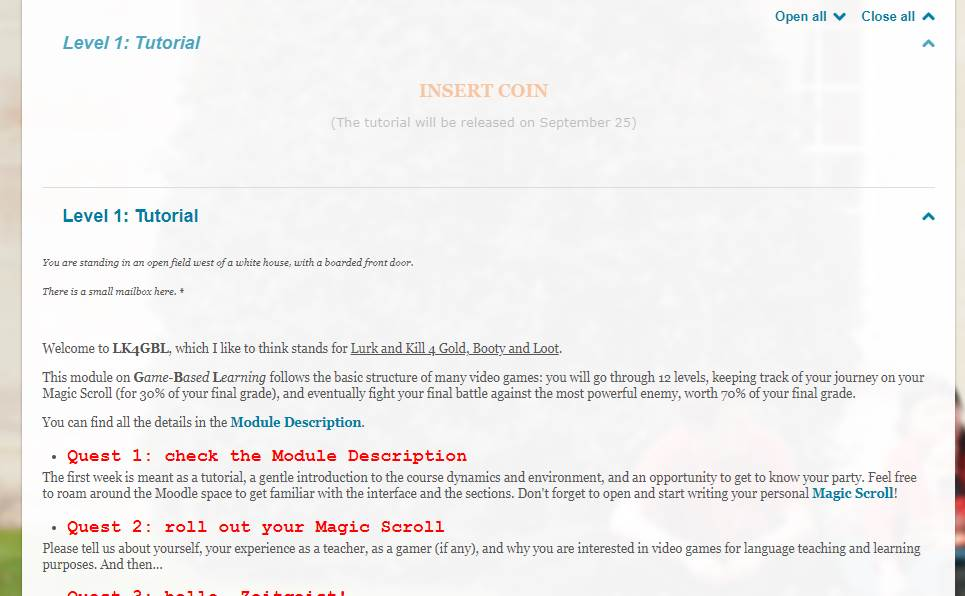 Open all Close all
Level 1: Tutorial
INSERT COIN
(The tutorial will be released on September 25)
Level 1: Tutorial
You are standing in an open field west of a white house, with a boarded front door.
There is a small mailbox here. *
Welcome to LK4GBL, which I like to think stands for Lurk and Kill 4 Gold, Booty and Loot.
This module on Game-Based Learning follows the basic structure of many video games: you will go through 12 levels, keeping track of your journey on your
Magic Scroll (for 30% of your final grade), and eventually fight your final battle against the most powerful enemy, worth 70% of your final grade.
You can find all the details in the Module Description.
• Quest 1: check the Module Description
The first week is meant as a tutorial, a gentle introduction to the course dynamics and environment, and an opportunity to get to know your party. Feel free
to roam around the Moodle space to get familiar with the interface and the sections. Don't forget to open and start writing your personal Magic Scroll!
• Quest 2: roll out your Magic Scroll
Please tell us about yourself, your experience as a teacher, as a gamer (if any), and why you are interested in video games for language teaching and learning
purposes. And then...
Quest 3: hello, Zeitgeist!